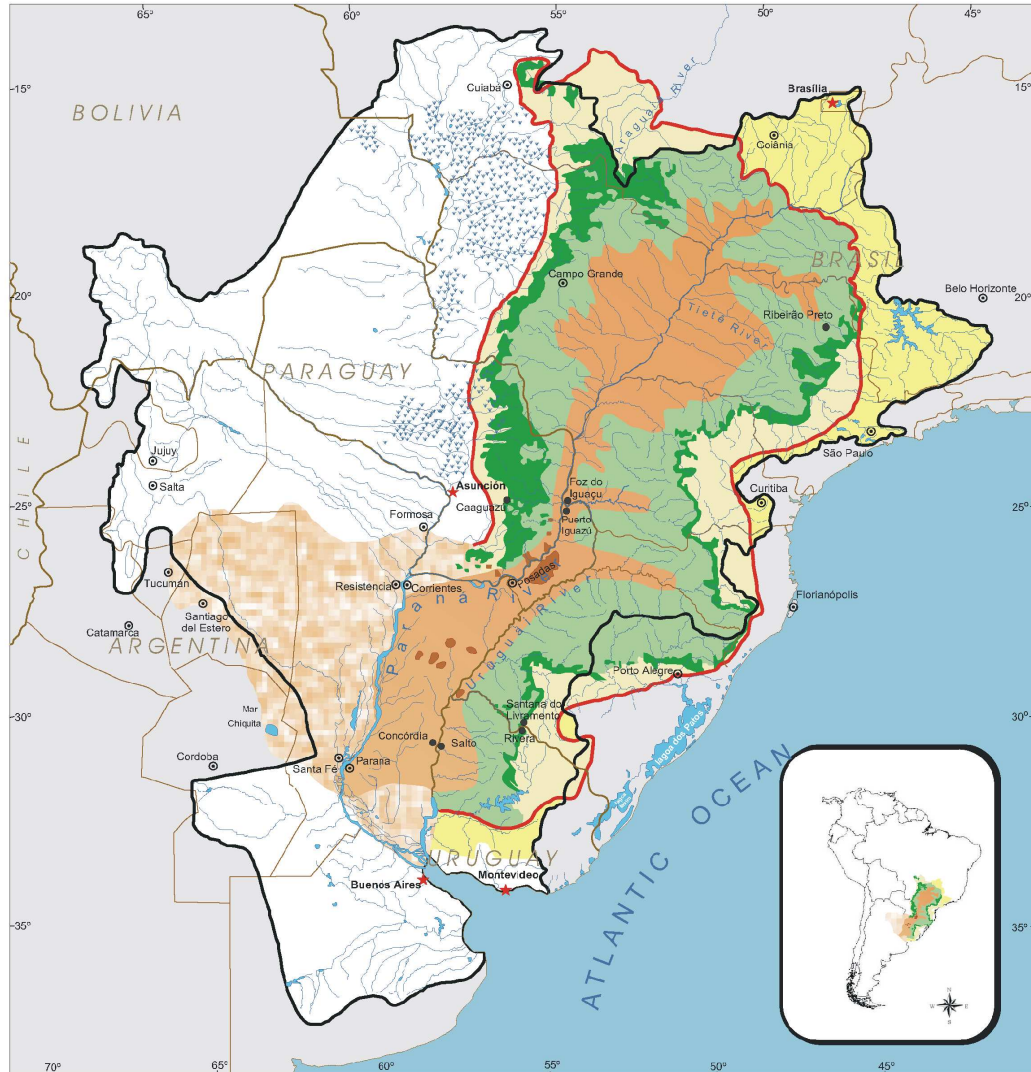 65° 60° 55° 50° 45°
15° 15°
BOLIVIA
Cuiabá
Araguaia River
Brasília
Goiânia
BRASIL
20° 20°
Campo Grande
Belo Horizonte
Ribeirão Preto
Tietê River
PARAGUAY
CHILE
Jujuy
Salta
São Paulo
Asunción
Caaguazú
Foz do
Iguaçu
Puerto
Iguazú
Curitiba
25° 25°
Formosa
Tucumán
Resistencia
Corrientes
Posadas
Paraná River
Uruguai River
Santiago
del Estero
Catamarca
Florianópolis
ARGENTINA
Porto Alegre
Santana do
Livramento
Rivera
30° 30°
Mar
Chiquita
Concórdia
Salto
Lagoa dos Patos
Cordoba
Santa Fé
Parana
URUGUAY
Buenos Aires
Montevideo
ATLANTIC OCEAN
35° 35°
N
W E
S
70° 65° 60° 55° 50° 45°